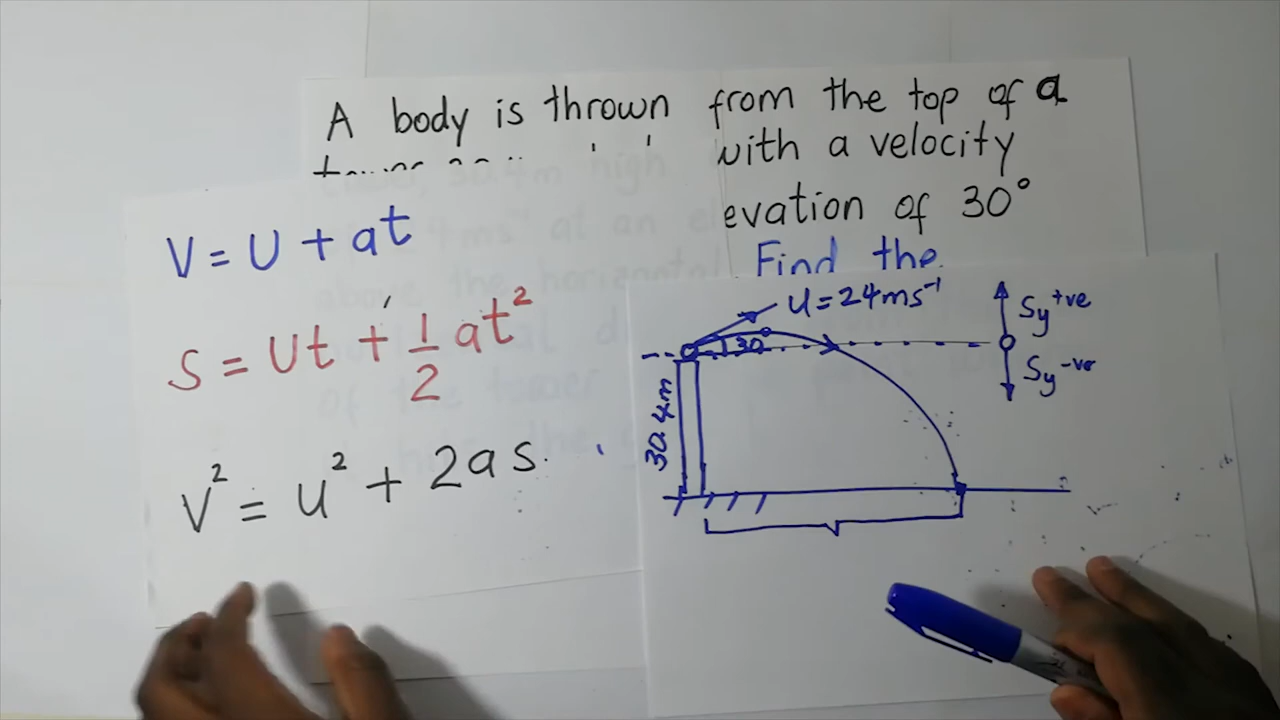 A body is thrown from the top of a
with a velocity
evation of 30°
Find the
V = U + at
S = Ut + 1/2 at²
V² = U² + 2as.
U = 24ms⁻¹
30°
Sy +ve
Sy -ve
30.4m